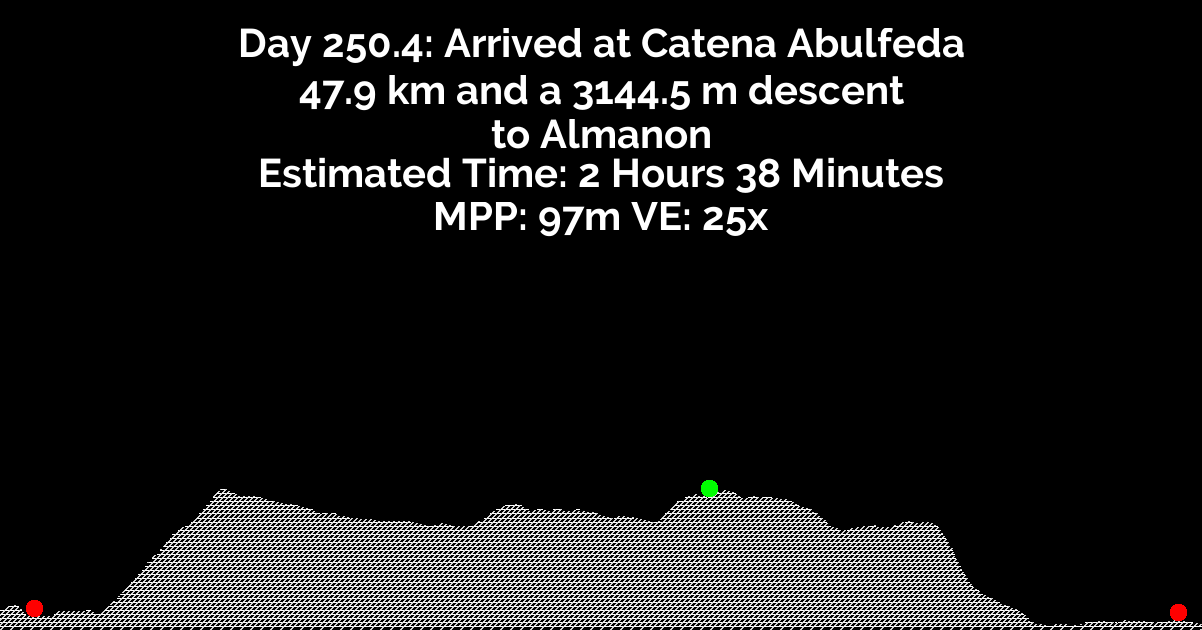 Day 250.4: Arrived at Catena Abulfeda
47.9 km and a 3144.5 m descent
to Almanon
Estimated Time: 2 Hours 38 Minutes
MPP: 97m VE: 25x